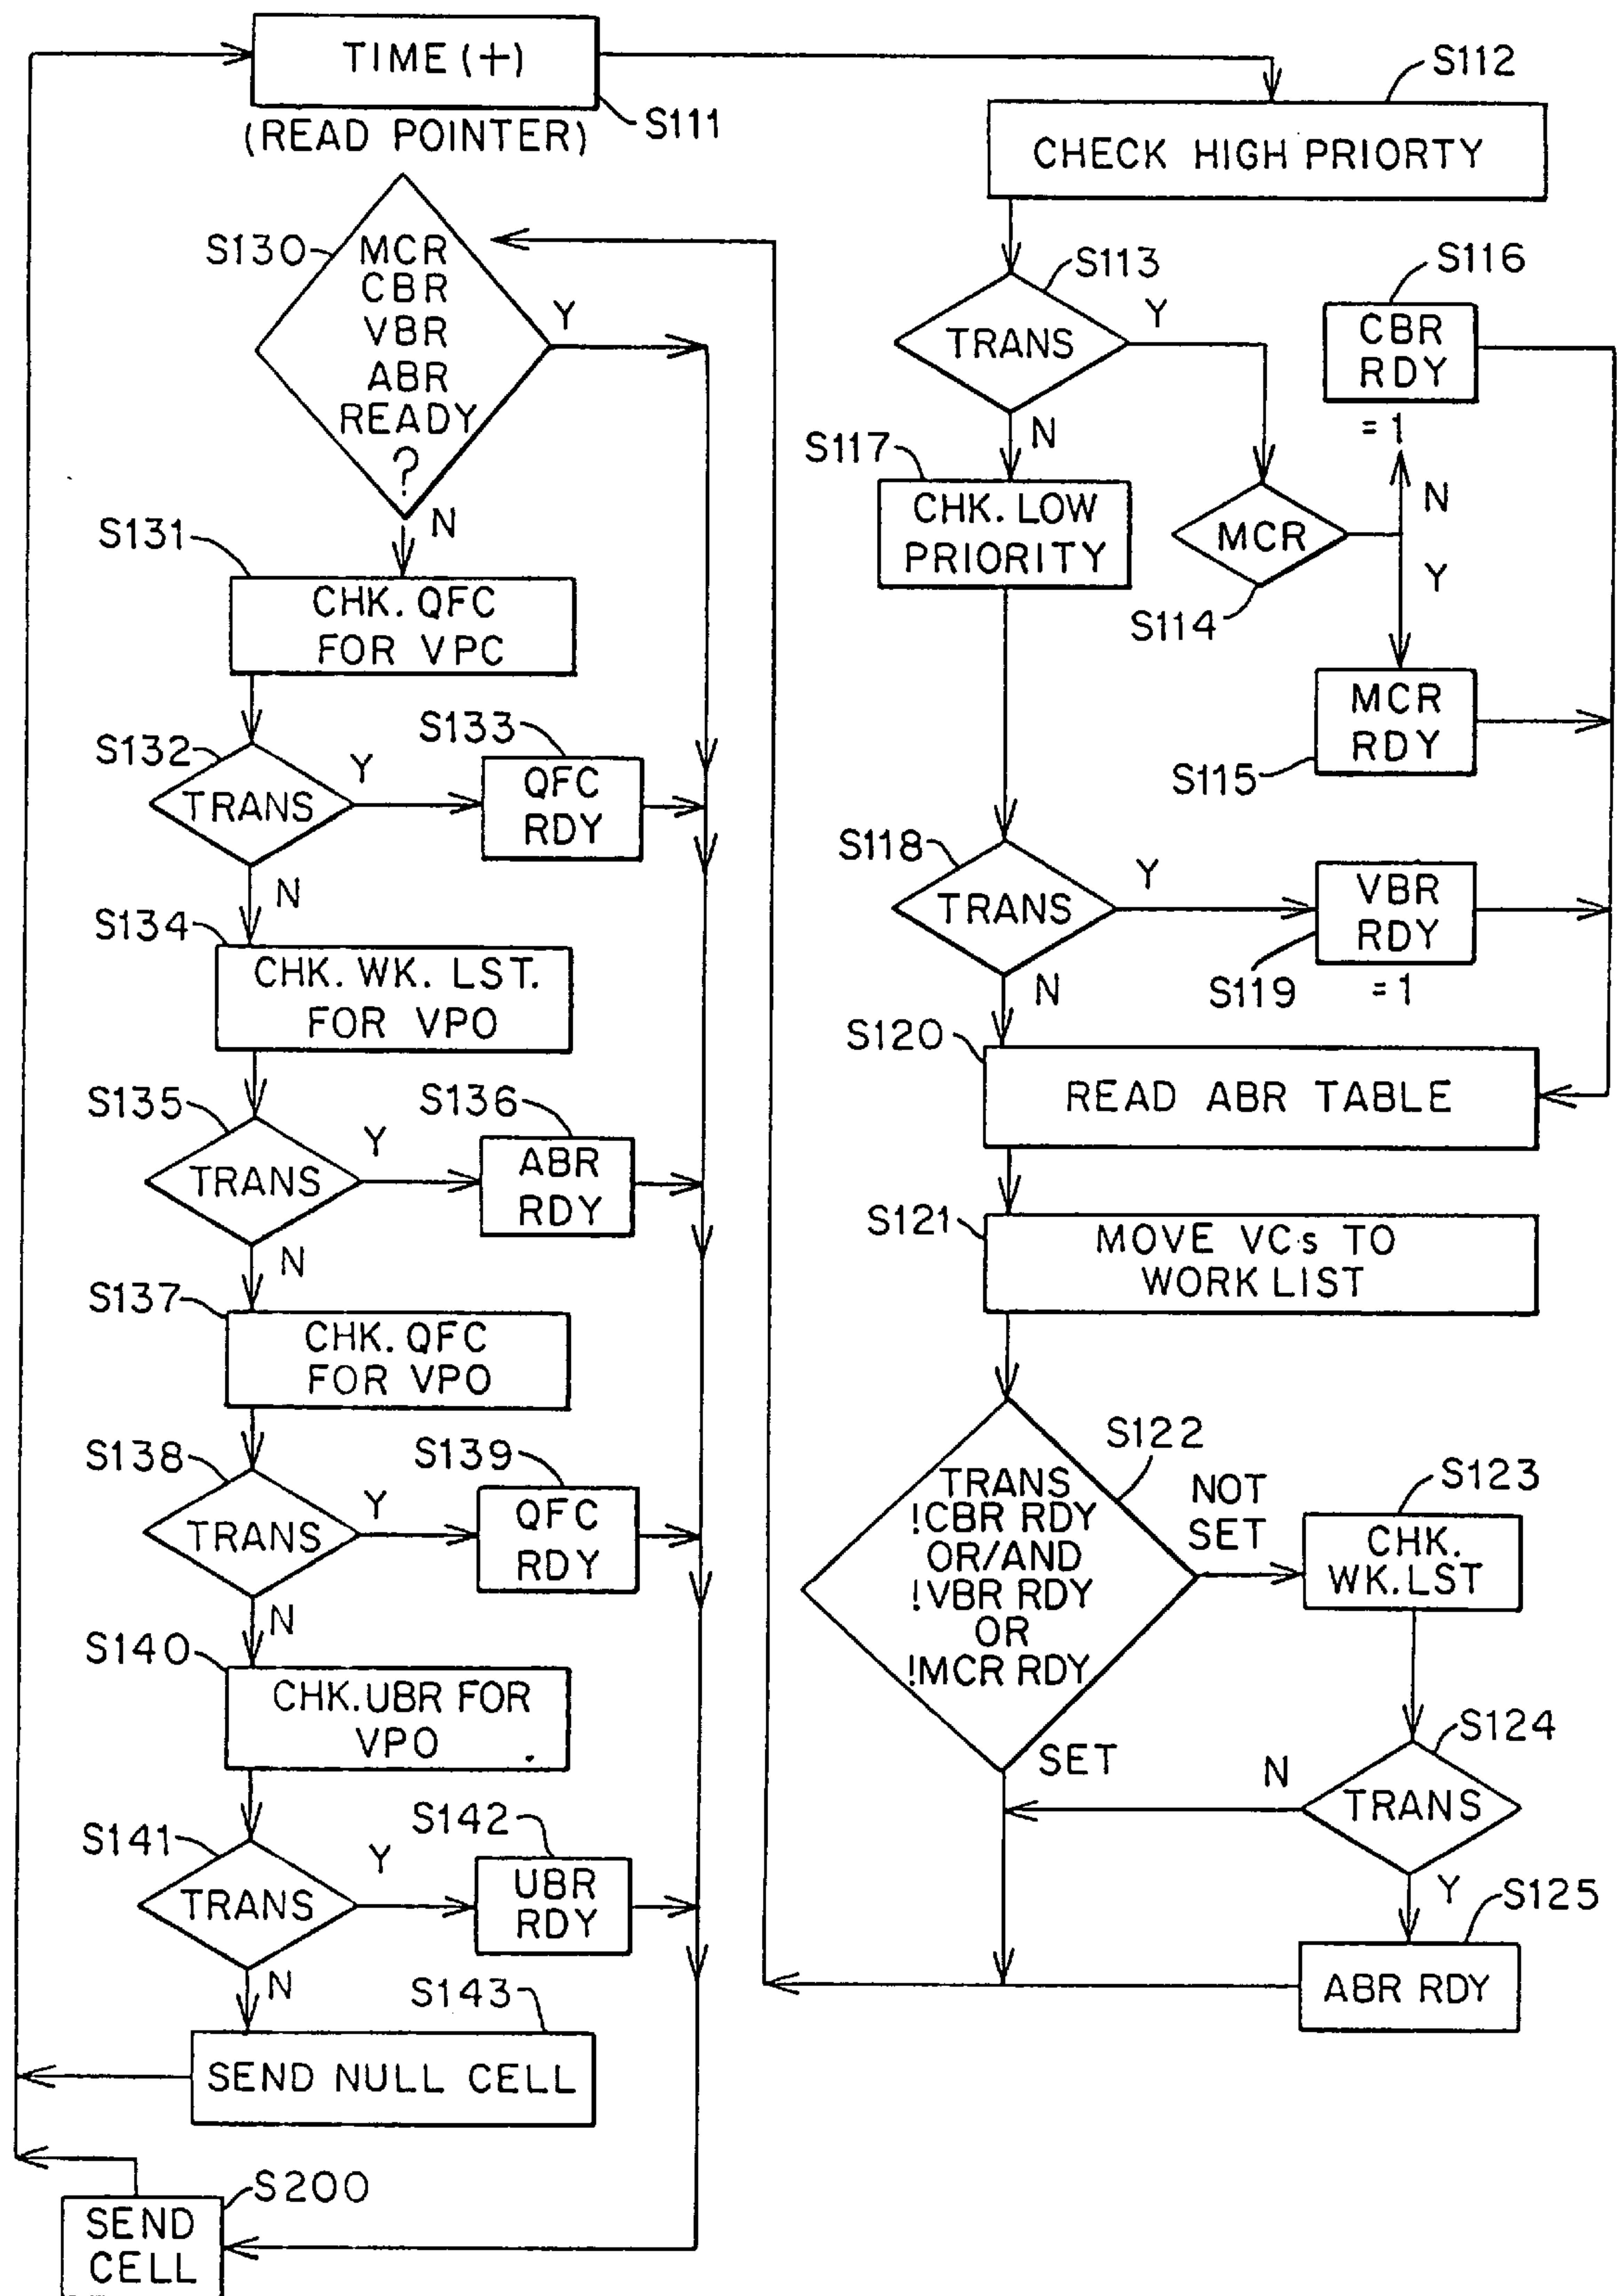 TIME (+)
S111
(READ POINTER)
S112
CHECK HIGH PRIORTY
S113
TRANS
Y
N
S116
CBR
RDY
= 1
S117
CHK. LOW
PRIORITY
MCR
S114
N
Y
MCR
RDY
S115
S118
TRANS
Y
N
VBR
RDY
S119
= 1
S120
READ ABR TABLE
S121
MOVE VCs TO
WORK LIST
S122
TRANS
!CBR RDY
OR/AND
!VBR RDY
OR
!MCR RDY
NOT
SET
SET
S123
CHK.
WK.LST
S124
TRANS
N
Y
S125
ABR RDY
S130
MCR
CBR
VBR
ABR
READY
?
Y
N
S131
CHK. QFC
FOR VPC
S132
TRANS
Y
N
S133
QFC
RDY
S134
CHK. WK. LST.
FOR VPO
S135
TRANS
Y
N
S136
ABR
RDY
S137
CHK. QFC
FOR VPO
S138
TRANS
Y
N
S139
QFC
RDY
S140
CHK.UBR FOR
VPO
S141
TRANS
Y
N
S142
UBR
RDY
S143
SEND NULL CELL
S200
SEND
CELL